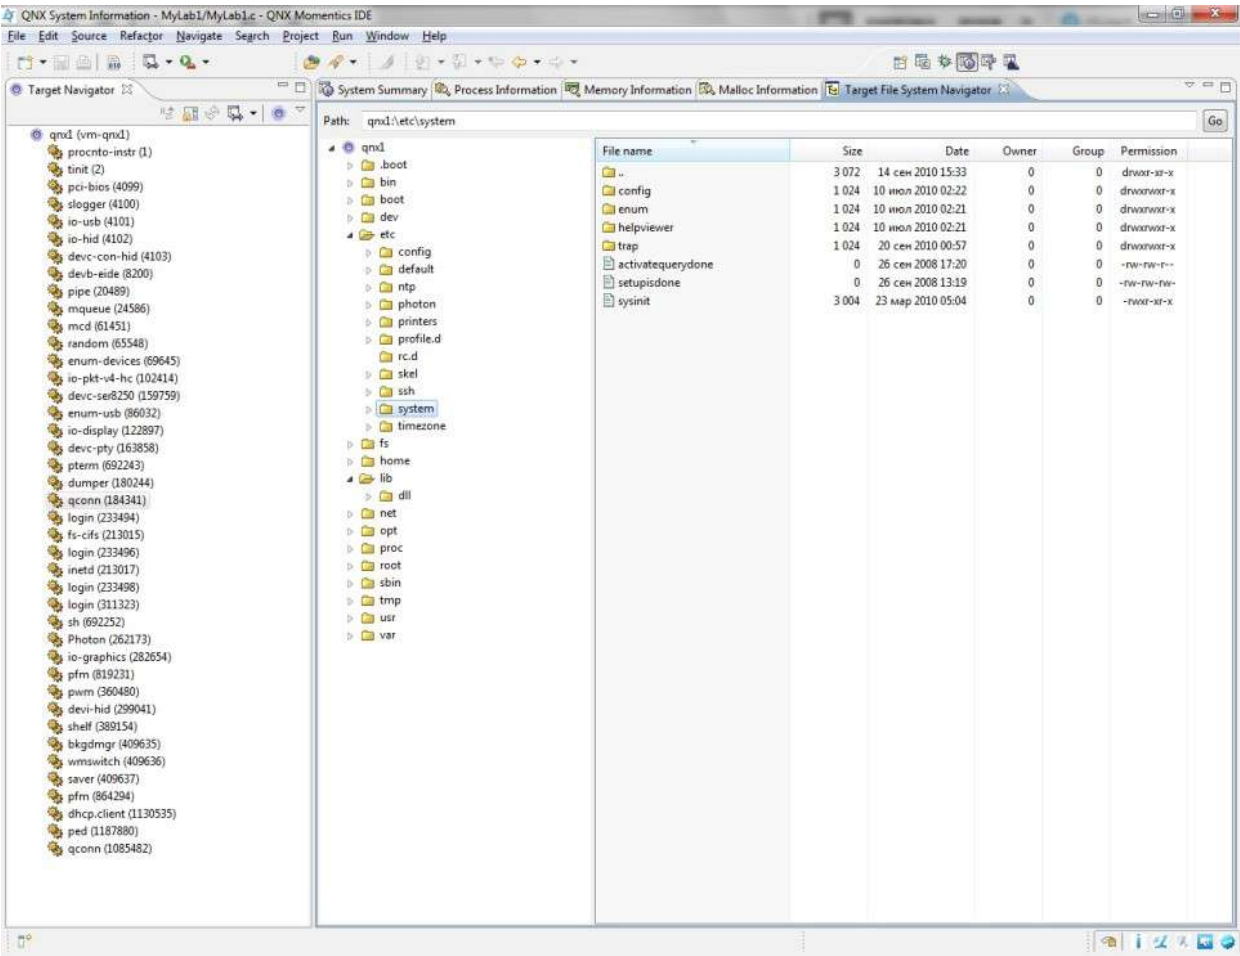 QNX System Information - MyLab1/MyLab1.c - QNX Momentics IDE
File Edit Source Refactor Navigate Search Project Run Window Help
Target Navigator
System Summary Process Information Memory Information Malloc Information Target File System Navigator
Path: qnx1:\etc\system Go
qnx1 (vm-qnx1)
procnto-instr (1)
tinit (2)
pci-bios (4099)
slogger (4100)
io-usb (4101)
io-hid (4102)
devc-con-hid (4103)
devb-eide (8200)
pipe (20489)
mqueue (24586)
mcd (61451)
random (65548)
enum-devices (69645)
io-pkt-v4-hc (102414)
devc-ser8250 (159759)
enum-usb (86032)
io-display (122897)
devc-pty (163858)
pterm (692243)
dumper (180244)
qconn (184341)
login (233494)
fs-cifs (213015)
login (233496)
inetd (213017)
login (233498)
login (311323)
sh (692252)
Photon (262173)
io-graphics (282654)
pfm (819231)
pwm (360480)
devi-hid (299041)
shelf (389154)
bkgdmgr (409635)
wmswitch (409636)
saver (409637)
pfm (864294)
dhcp.client (1130535)
ped (1187880)
qconn (1085482)
qnx1
.boot
bin
boot
dev
etc
config
default
ntp
photon
printers
profile.d
rc.d
skel
ssh
system
timezone
fs
home
lib
dll
net
opt
proc
root
sbin
tmp
usr
var
File name Size Date Owner Group Permission
.. 3 072 14 сен 2010 15:33 0 0 drwxr-xr-x
config 1 024 10 июл 2010 02:22 0 0 drwxrwxr-x
enum 1 024 10 июл 2010 02:21 0 0 drwxrwxr-x
helpviewer 1 024 10 июл 2010 02:21 0 0 drwxrwxr-x
trap 1 024 20 сен 2010 00:57 0 0 drwxrwxr-x
activatequerydone 0 26 сен 2008 17:20 0 0 -rw-rw-r--
setupisdone 0 26 сен 2008 13:19 0 0 -rw-rw-rw-
sysinit 3 004 23 мар 2010 05:04 0 0 -rwxr-xr-x